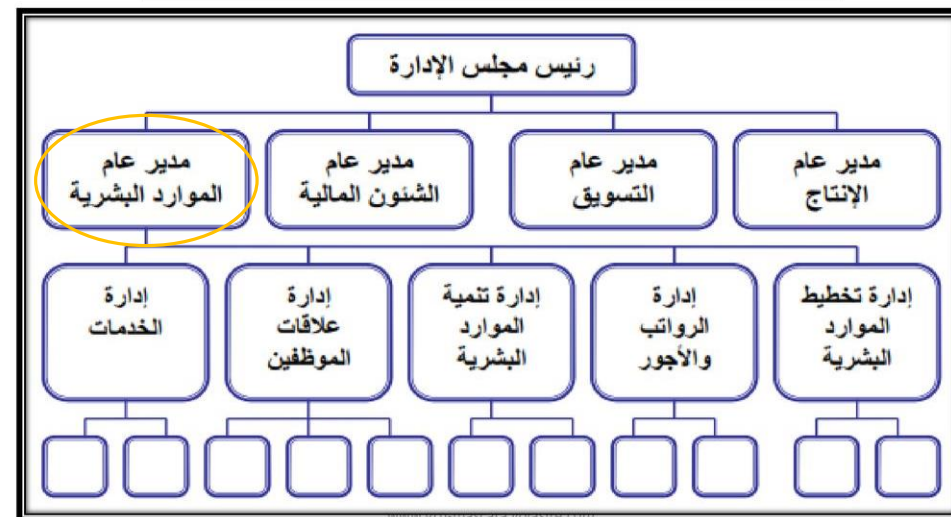 رئيس مجلس الإدارة
مدير عام
الإنتاج
مدير عام
التسويق
مدير عام
الشئون المالية
مدير عام
الموارد البشرية
إدارة تخطيط
الموارد
البشرية
إدارة
الرواتب
والأجور
إدارة تنمية
الموارد
البشرية
إدارة
علاقات
الموظفين
إدارة
الخدمات